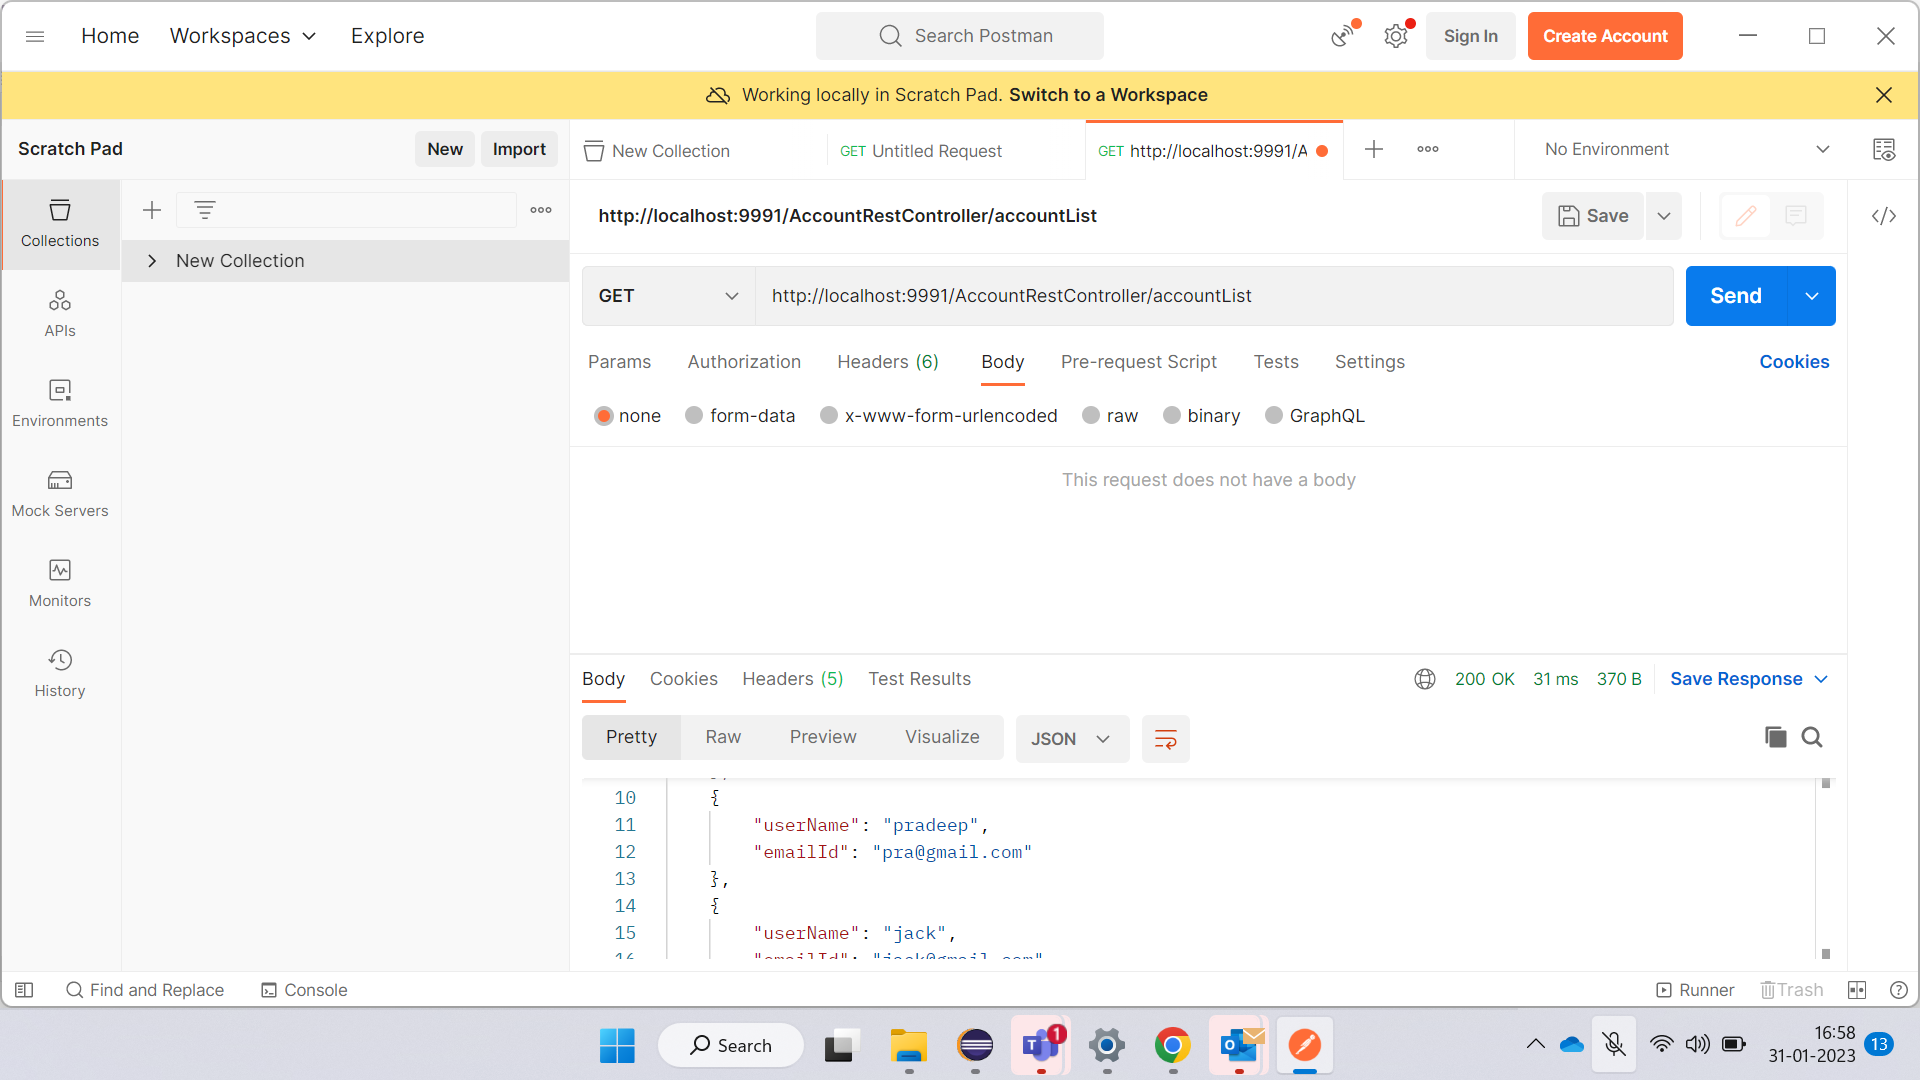 Home Workspaces Explore Search Postman Sign In Create Account
Working locally in Scratch Pad. Switch to a Workspace
Scratch Pad New Import New Collection GET Untitled Request GET http://localhost:9991/A No Environment
http://localhost:9991/AccountRestController/accountList Save
Collections
New Collection
GET http://localhost:9991/AccountRestController/accountList Send
APIs
Params Authorization Headers (6) Body Pre-request Script Tests Settings Cookies
none form-data x-www-form-urlencoded raw binary GraphQL
Environments
This request does not have a body
Mock Servers
Monitors
History
Body Cookies Headers (5) Test Results 200 OK 31 ms 370 B Save Response
Pretty Raw Preview Visualize JSON
10 {
11 "userName": "pradeep",
12 "emailId": "pra@gmail.com"
13 },
14 {
15 "userName": "jack",
16 "emailId": "jack@gmail.com"
Find and Replace Console Runner Trash
Search 1 16:58
31-01-2023 13